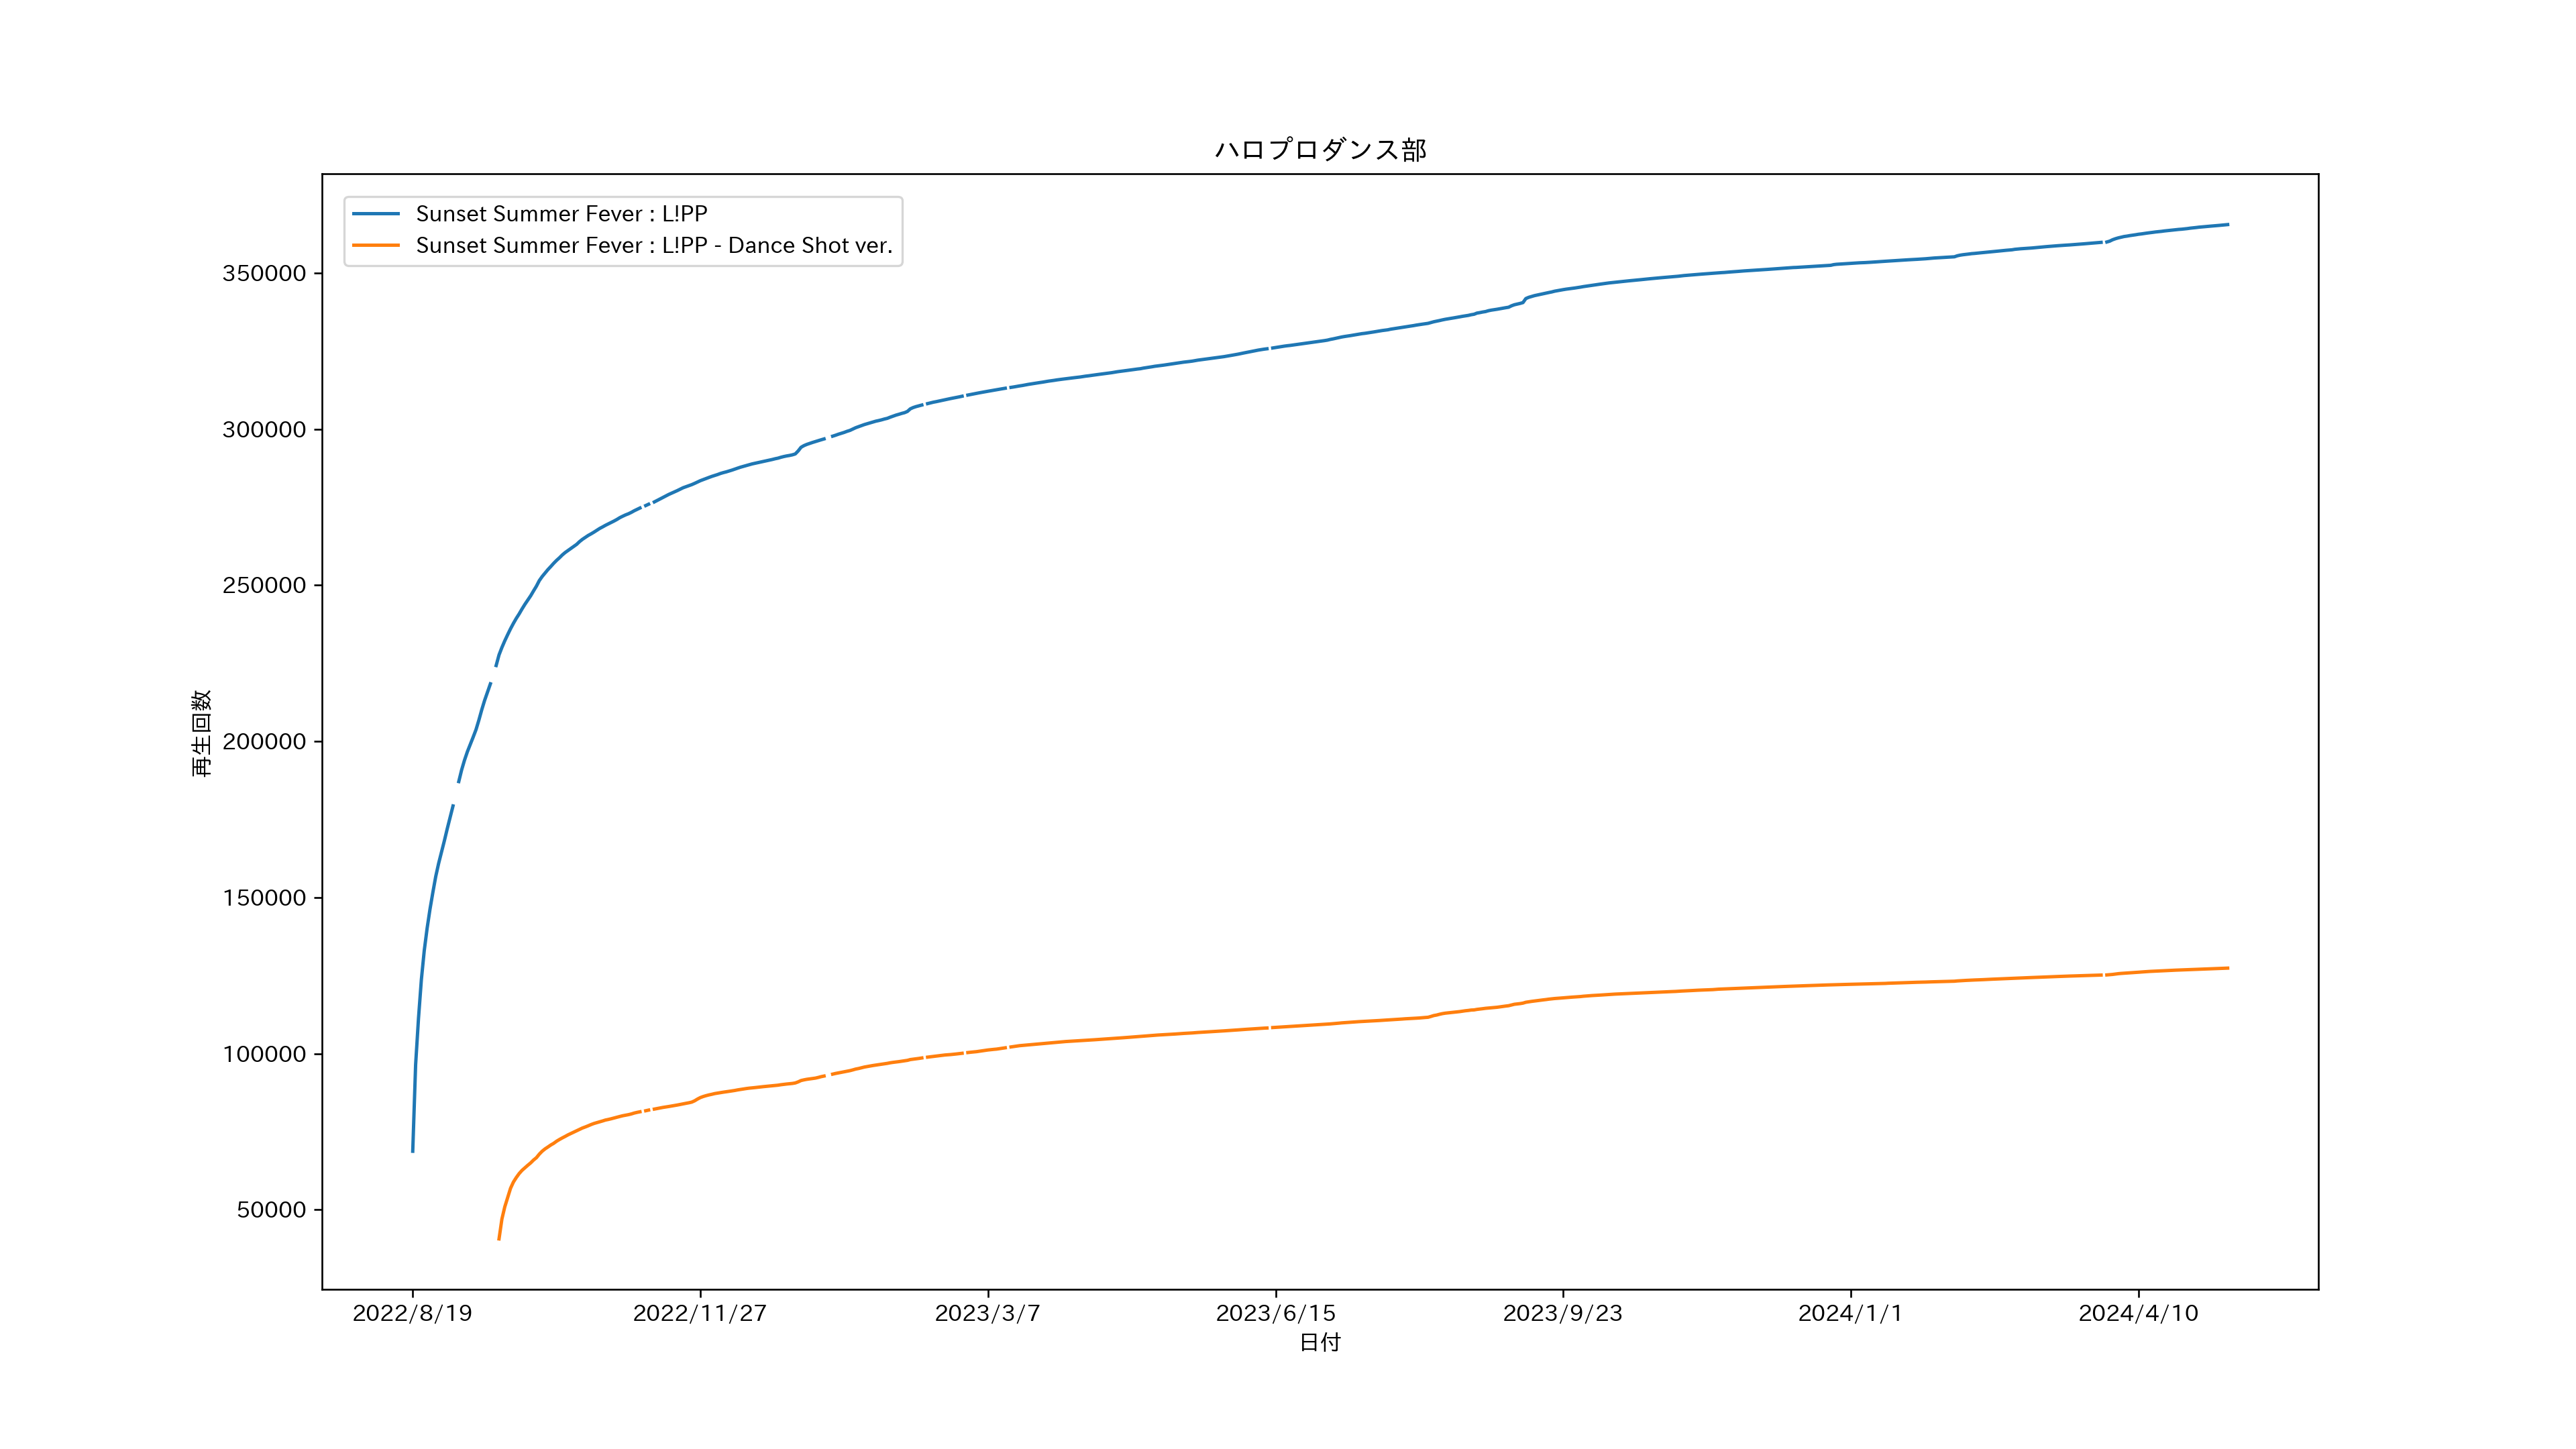 ハロプロダンス部
Sunset Summer Fever : L!PP
Sunset Summer Fever : L!PP - Dance Shot ver.
350000
300000
250000
200000
150000
100000
50000
再生回数
2022/8/19
2022/11/27
2023/3/7
2023/6/15
2023/9/23
2024/1/1
2024/4/10
日付